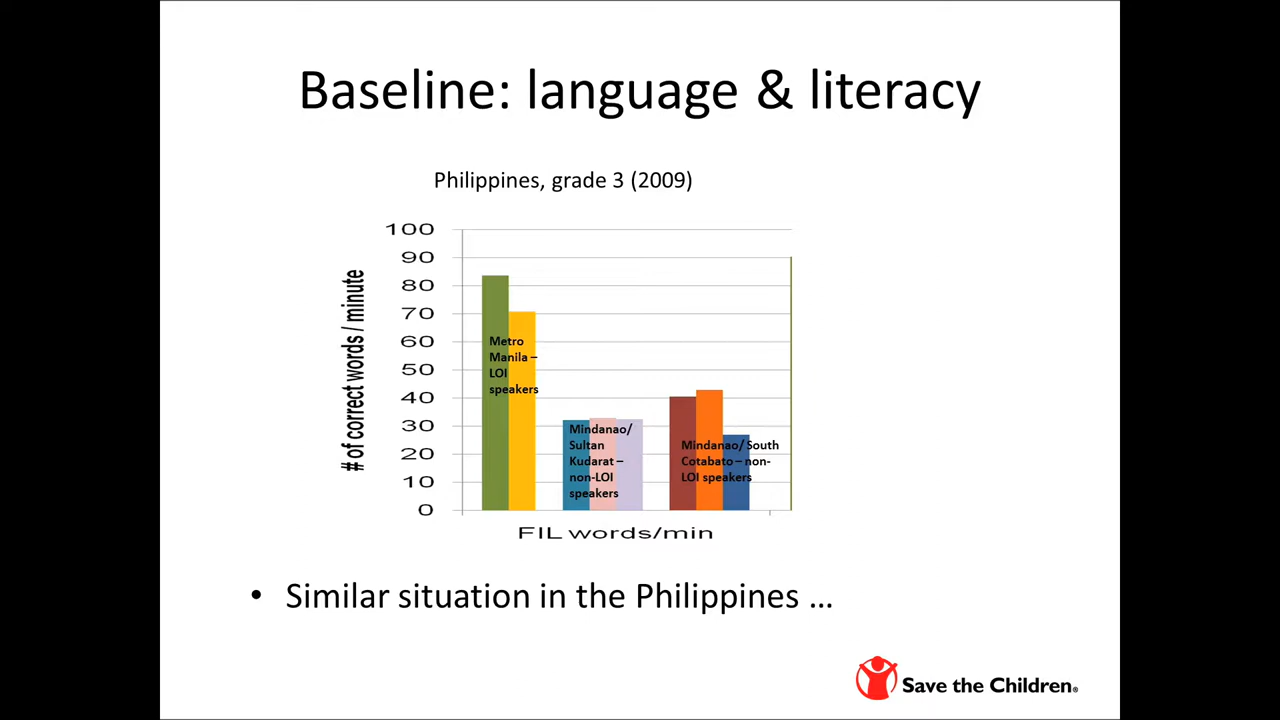 Baseline: language & literacy
Philippines, grade 3 (2009)
# of correct words / minute
100
90
80
70
60
50
40
30
20
10
0
Metro
Manila –
LOI
speakers
Mindanao/
Sultan
Kudarat –
non-LOI
speakers
Mindanao/ South
Cotabato – non-
LOI speakers
FIL words/min
• Similar situation in the Philippines ...
Save the Children®